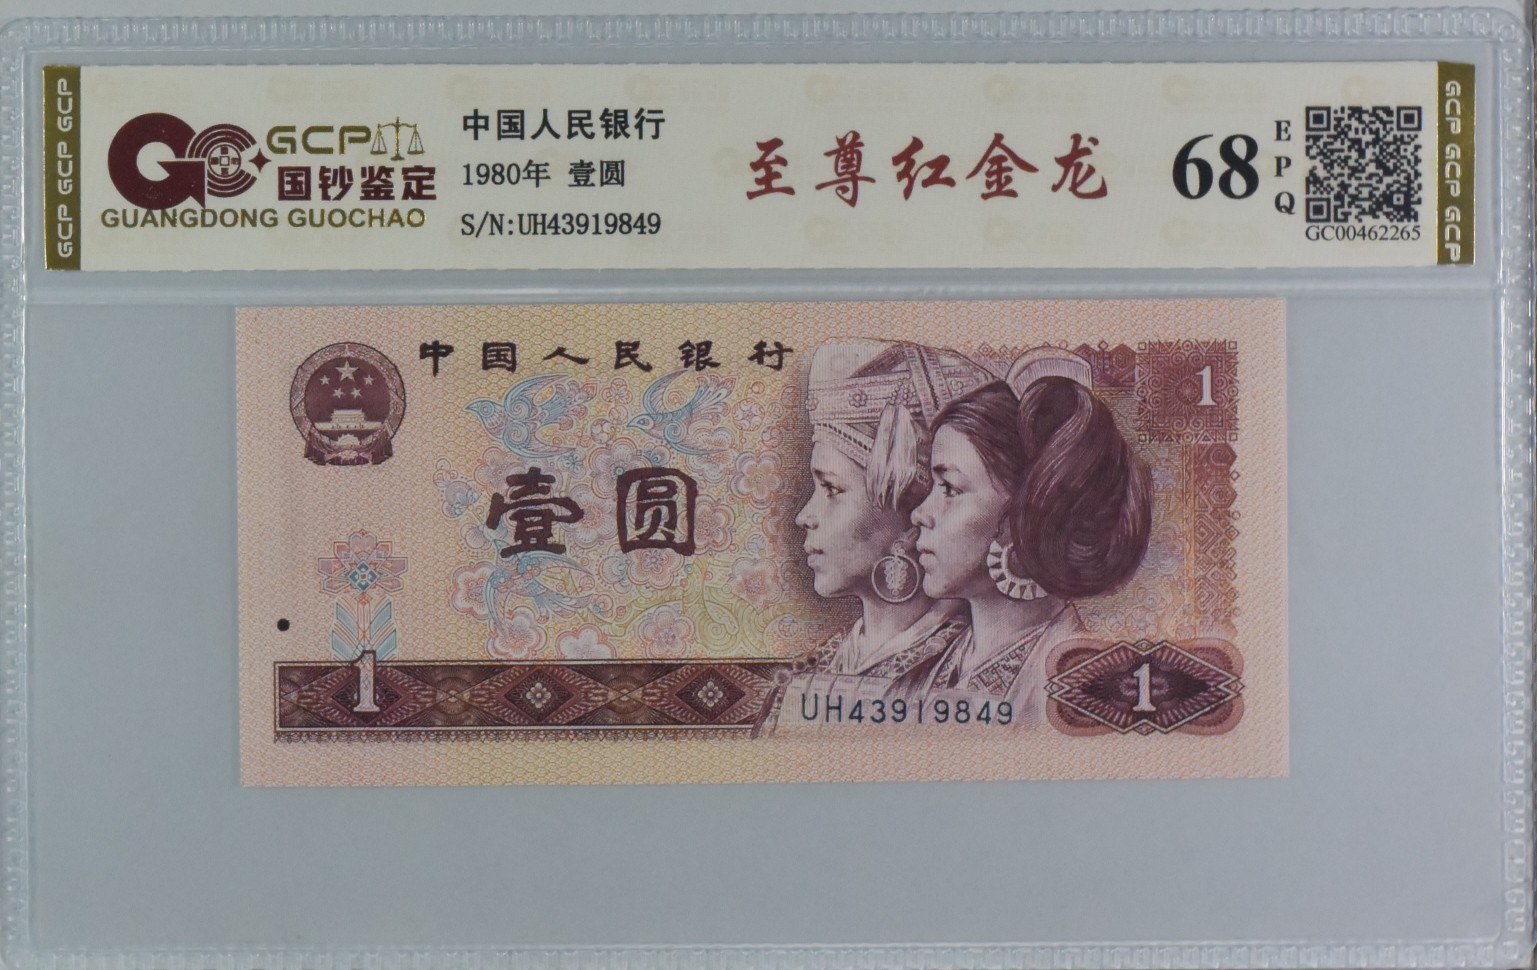 GCP GCP GCP
GCP
国钞鉴定
GUANGDONG GUOCHAO
中国人民银行
1980年 壹圆
S/N:UH43919849
至尊红金龙
68
EPQ
GC00462265
GCP GCP GCP
中国人民银行
1
壹圆
1
UH43919849
1